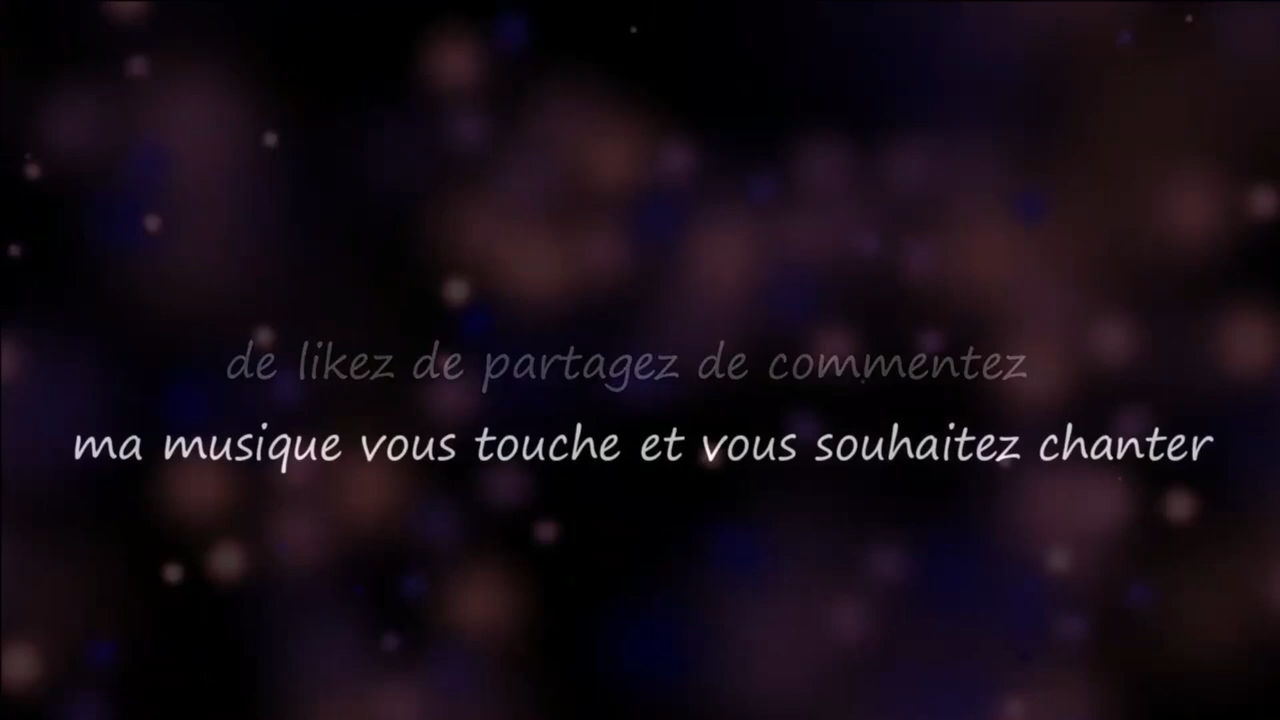 de likez de partagez de commentez
ma musique vous touche et vous souhaitez chanter